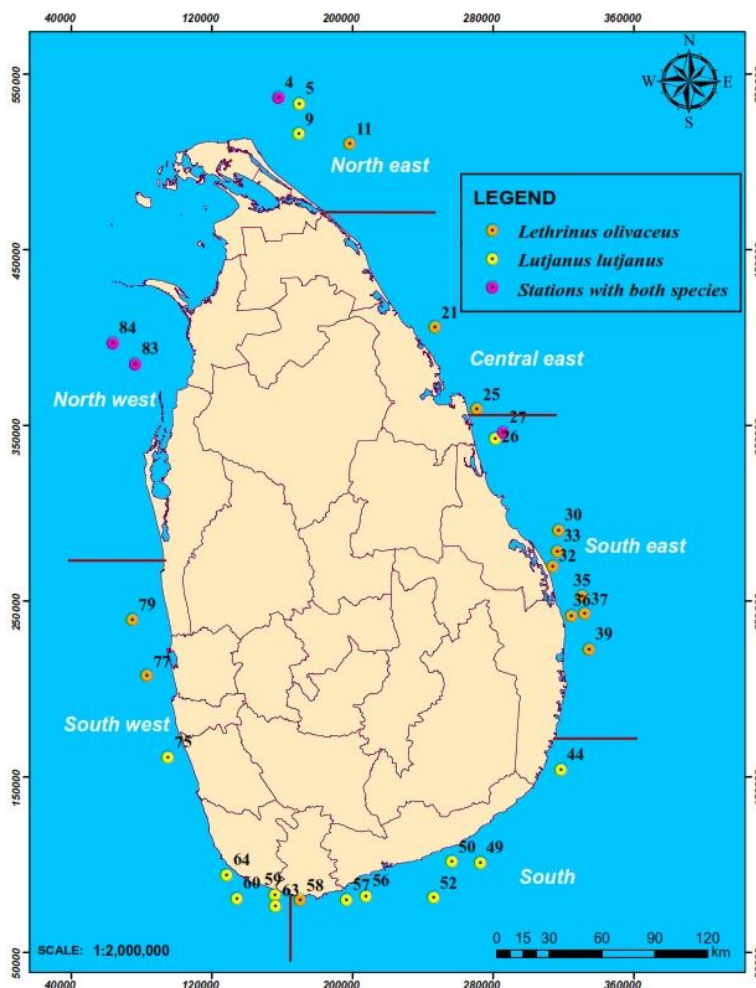 40000 120000 200000 280000 360000
N
W E
S
550000
4 5
9
11
North east
LEGEND
Lethrinus olivaceus
Lutjanus lutjanus
Stations with both species
450000
21
84
83
Central east
North west
25
27
350000
26
30
33
South east
32
35
36 37
250000
79
39
77
South west
75
44
150000
50 49
64
South
60 59 63 58 57 56 52
SCALE: 1:2,000,000
0 15 30 60 90 120
km
50000
40000 120000 200000 280000 360000